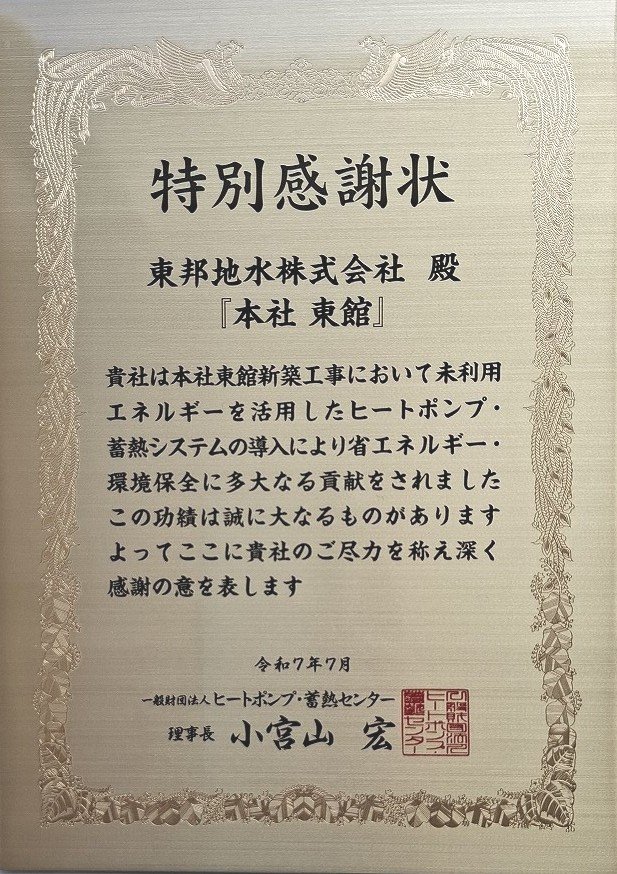 特別感謝状
東邦地水株式会社 殿
『本社 東館』
貴社は本社東館新築工事において未利用
エネルギーを活用したヒートポンプ・
蓄熱システムの導入により省エネルギー・
環境保全に多大なる貢献をされました
この功績は誠に大なるものがあります
よってここに貴社のご尽力を称え深く
感謝の意を表します
令和7年7月
一般財団法人 ヒートポンプ・蓄熱センター
理事長 小宮山 宏